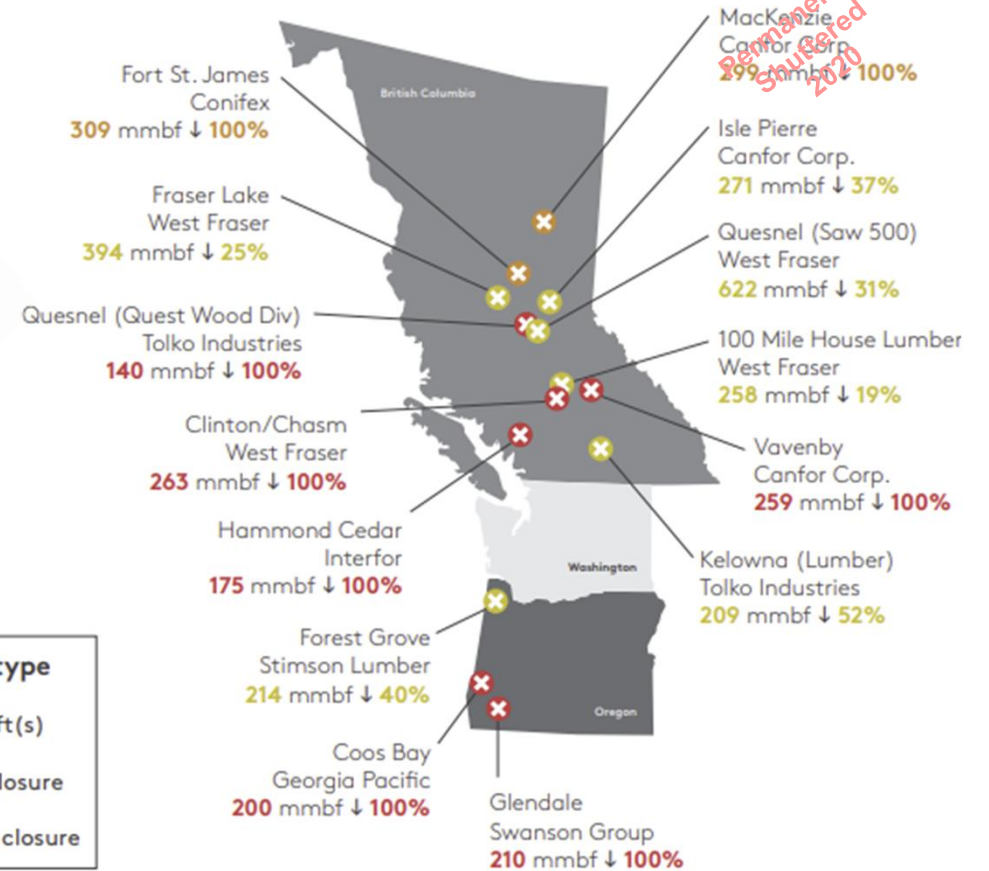 MacKenzie
Canfor Corp.
299 mmbf ↓ 100%
Permanen
Shuttered
2020
Fort St. James
Conifex
309 mmbf ↓ 100%
British Columbia
Isle Pierre
Canfor Corp.
271 mmbf ↓ 37%
Fraser Lake
West Fraser
394 mmbf ↓ 25%
Quesnel (Saw 500)
West Fraser
622 mmbf ↓ 31%
Quesnel (Quest Wood Div)
Tolko Industries
140 mmbf ↓ 100%
100 Mile House Lumber
West Fraser
258 mmbf ↓ 19%
Clinton/Chasm
West Fraser
263 mmbf ↓ 100%
Vavenby
Canfor Corp.
259 mmbf ↓ 100%
Hammond Cedar
Interfor
175 mmbf ↓ 100%
Washington
Kelowna (Lumber)
Tolko Industries
209 mmbf ↓ 52%
Forest Grove
Stimson Lumber
214 mmbf ↓ 40%
Oregon
Coos Bay
Georgia Pacific
200 mmbf ↓ 100%
Glendale
Swanson Group
210 mmbf ↓ 100%
type
ft(s)
losure
closure